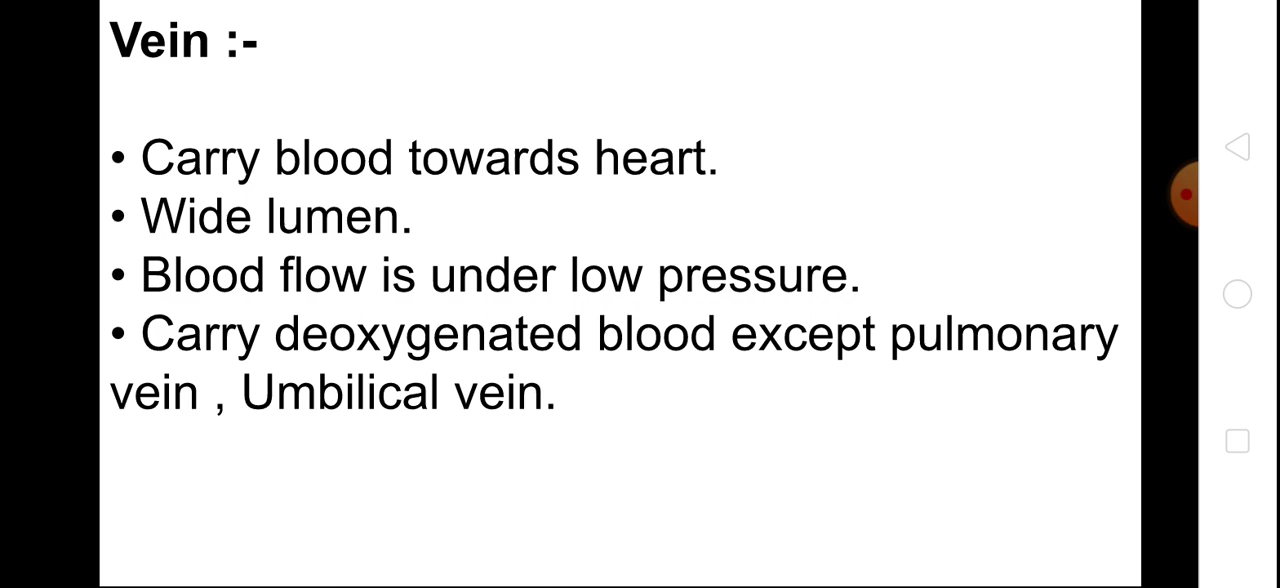 Vein :-
• Carry blood towards heart.
• Wide lumen.
• Blood flow is under low pressure.
• Carry deoxygenated blood except pulmonary
vein , Umbilical vein.